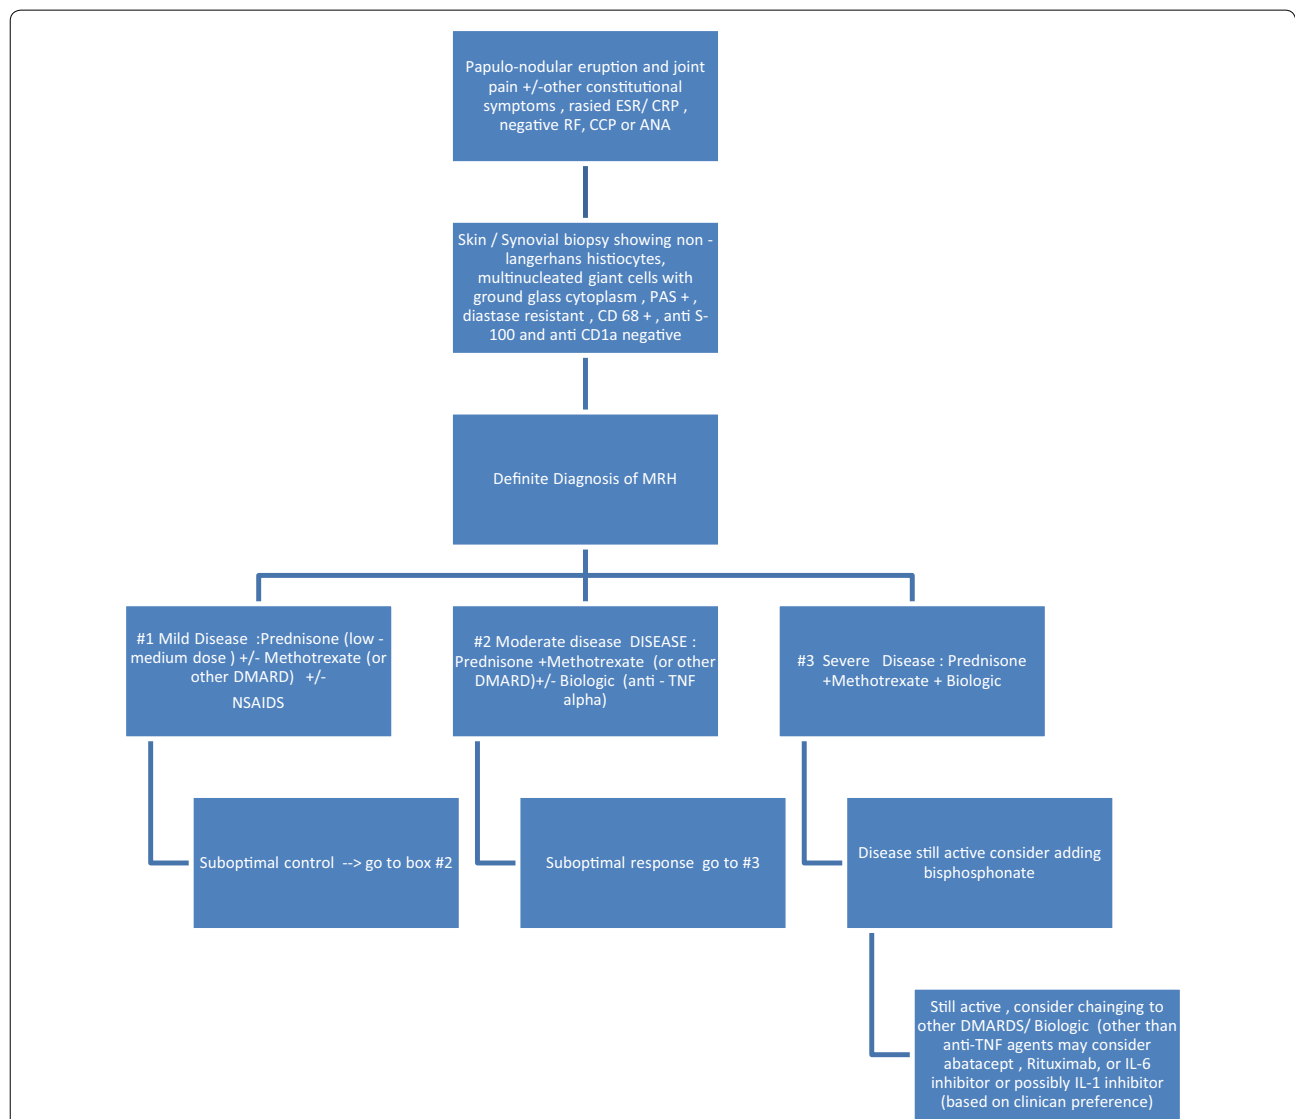 Papulo-nodular eruption and joint
pain +/-other constitutional
symptoms , rasied ESR/ CRP ,
negative RF, CCP or ANA
Skin / Synovial biopsy showing non -
langerhans histiocytes,
multinucleated giant cells with
ground glass cytoplasm , PAS + ,
diastase resistant , CD 68 + , anti S-
100 and anti CD1a negative
Definite Diagnosis of MRH
#1 Mild Disease :Prednisone (low -
medium dose ) +/- Methotrexate (or
other DMARD) +/-
NSAIDS
#2 Moderate disease DISEASE :
Prednisone +Methotrexate (or other
DMARD)+/- Biologic (anti - TNF
alpha)
#3 Severe Disease : Prednisone
+Methotrexate + Biologic
Suboptimal control --> go to box #2
Suboptimal response go to #3
Disease still active consider adding
bisphosphonate
Still active , consider chainging to
other DMARDS/ Biologic (other than
anti-TNF agents may consider
abatacept , Rituximab, or IL-6
inhibitor or possibly IL-1 inhibitor
(based on clinican preference)